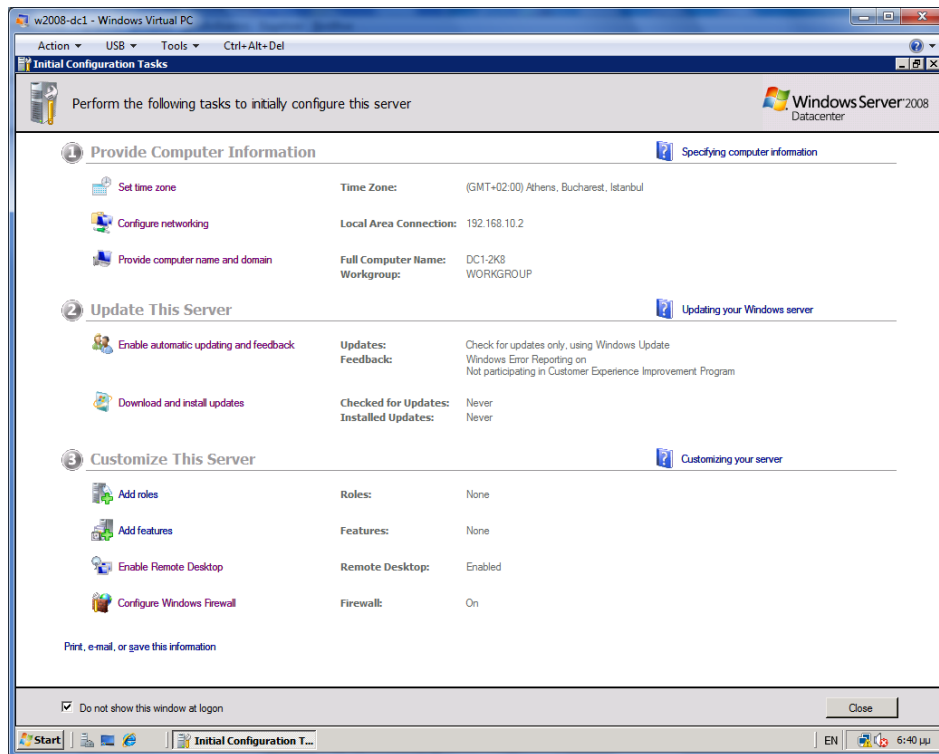 w2008-dc1 - Windows Virtual PC
Action USB Tools Ctrl+Alt+Del
Initial Configuration Tasks
Perform the following tasks to initially configure this server
Windows Server 2008
Datacenter
1 Provide Computer Information Specifying computer information
Set time zone Time Zone: (GMT+02:00) Athens, Bucharest, Istanbul
Configure networking Local Area Connection: 192.168.10.2
Provide computer name and domain Full Computer Name: DC1-2K8
Workgroup: WORKGROUP
2 Update This Server Updating your Windows server
Enable automatic updating and feedback Updates: Check for updates only, using Windows Update
Feedback: Windows Error Reporting on
Not participating in Customer Experience Improvement Program
Download and install updates Checked for Updates: Never
Installed Updates: Never
3 Customize This Server Customizing your server
Add roles Roles: None
Add features Features: None
Enable Remote Desktop Remote Desktop: Enabled
Configure Windows Firewall Firewall: On
Print, e-mail, or save this information
Do not show this window at logon Close
Start Initial Configuration T... EN 6:40 μμ